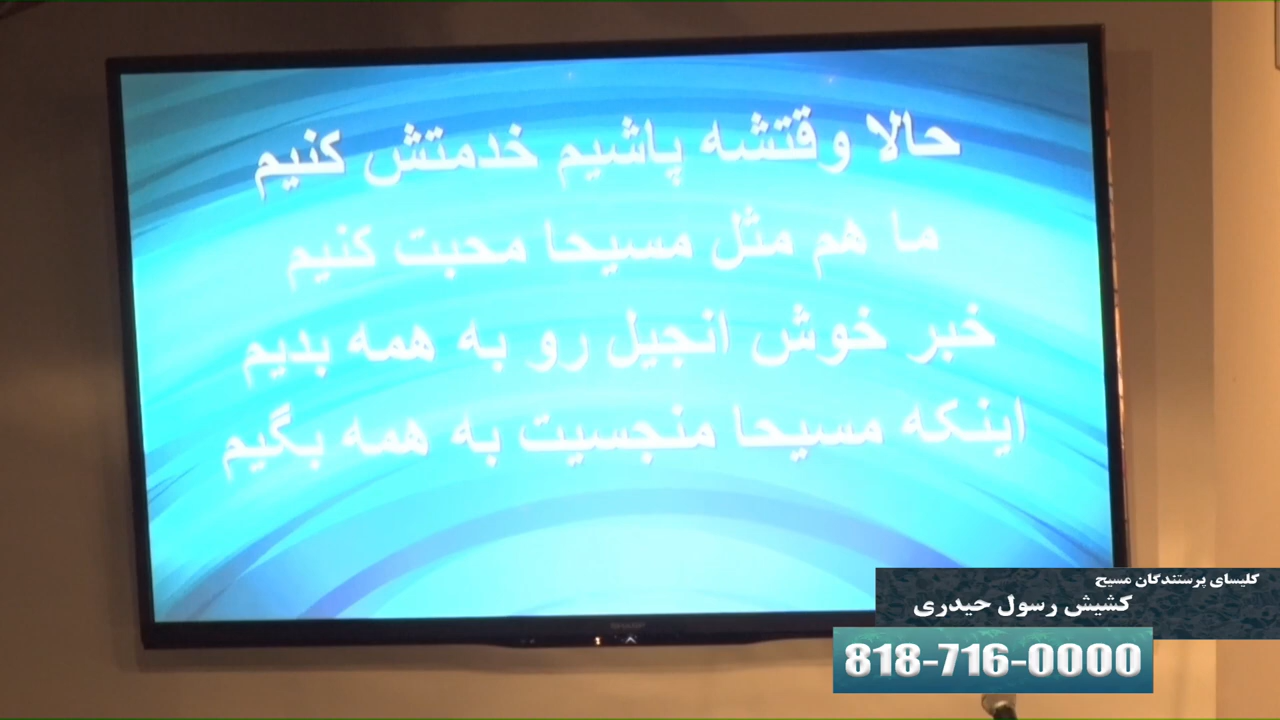 حالا وقتشه پاشیم خدمتش کنیم
ما هم مثل مسیحا محبت کنیم
خبر خوش انجیل رو به همه بدیم
اینکه مسیحا منجسیت به همه بگیم
SHARP
کلیسای پرستندگان مسیح
کشیش رسول حیدری
818-716-0000